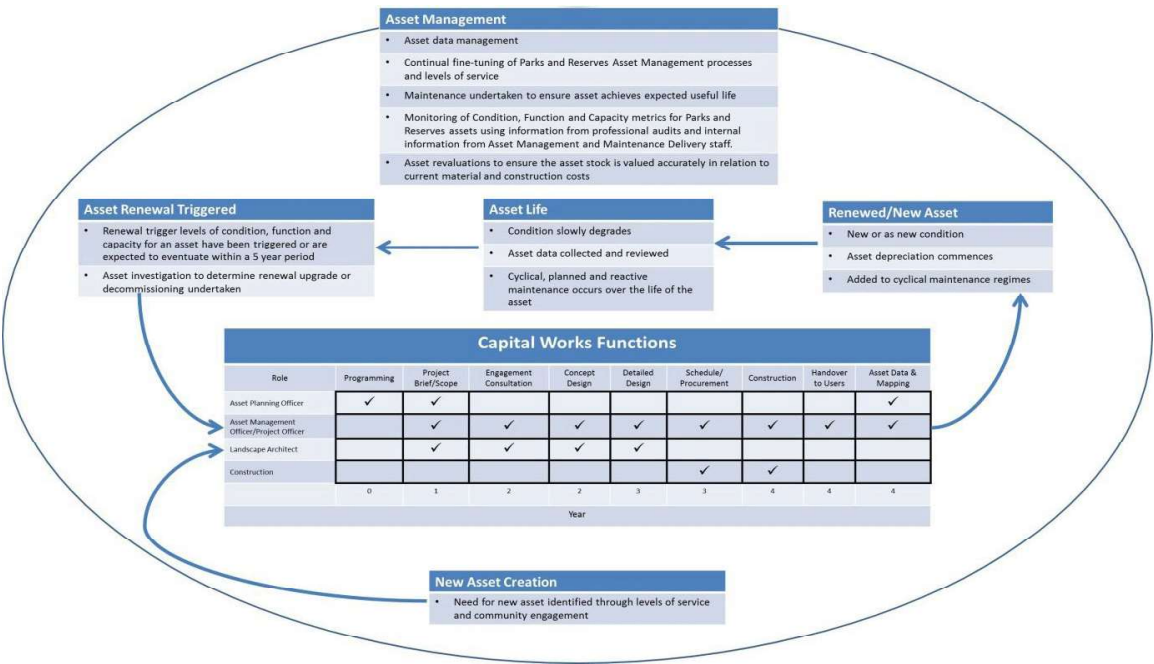 Asset Management
• Asset data management
• Continual fine-tuning of Parks and Reserves Asset Management processes
and levels of service
• Maintenance undertaken to ensure asset achieves expected useful life
• Monitoring of Condition, Function and Capacity metrics for Parks and
Reserves assets using information from professional audits and internal
information from Asset Management and Maintenance Delivery staff.
• Asset revaluations to ensure the asset stock is valued accurately in relation to
current material and construction costs
Asset Renewal Triggered
• Renewal trigger levels of condition, function and
capacity for an asset have been triggered or are
expected to eventuate within a 5 year period
• Asset investigation to determine renewal upgrade or
decommissioning undertaken
Asset Life
• Condition slowly degrades
• Asset data collected and reviewed
• Cyclical, planned and reactive
maintenance occurs over the life of the
asset
Renewed/New Asset
• New or as new condition
• Asset depreciation commences
• Added to cyclical maintenance regimes
Capital Works Functions
Role Programming Project Brief/Scope Engagement Consultation Concept Design Detailed Design Schedule/ Procurement Construction Handover to Users Asset Data & Mapping
Asset Planning Officer ✓ ✓ ✓
Asset Management
Officer/Project Officer ✓ ✓ ✓ ✓ ✓ ✓ ✓ ✓
Landscape Architect ✓ ✓ ✓ ✓
Construction ✓ ✓
0 1 2 2 3 3 4 4 4
Year
New Asset Creation
• Need for new asset identified through levels of service
and community engagement